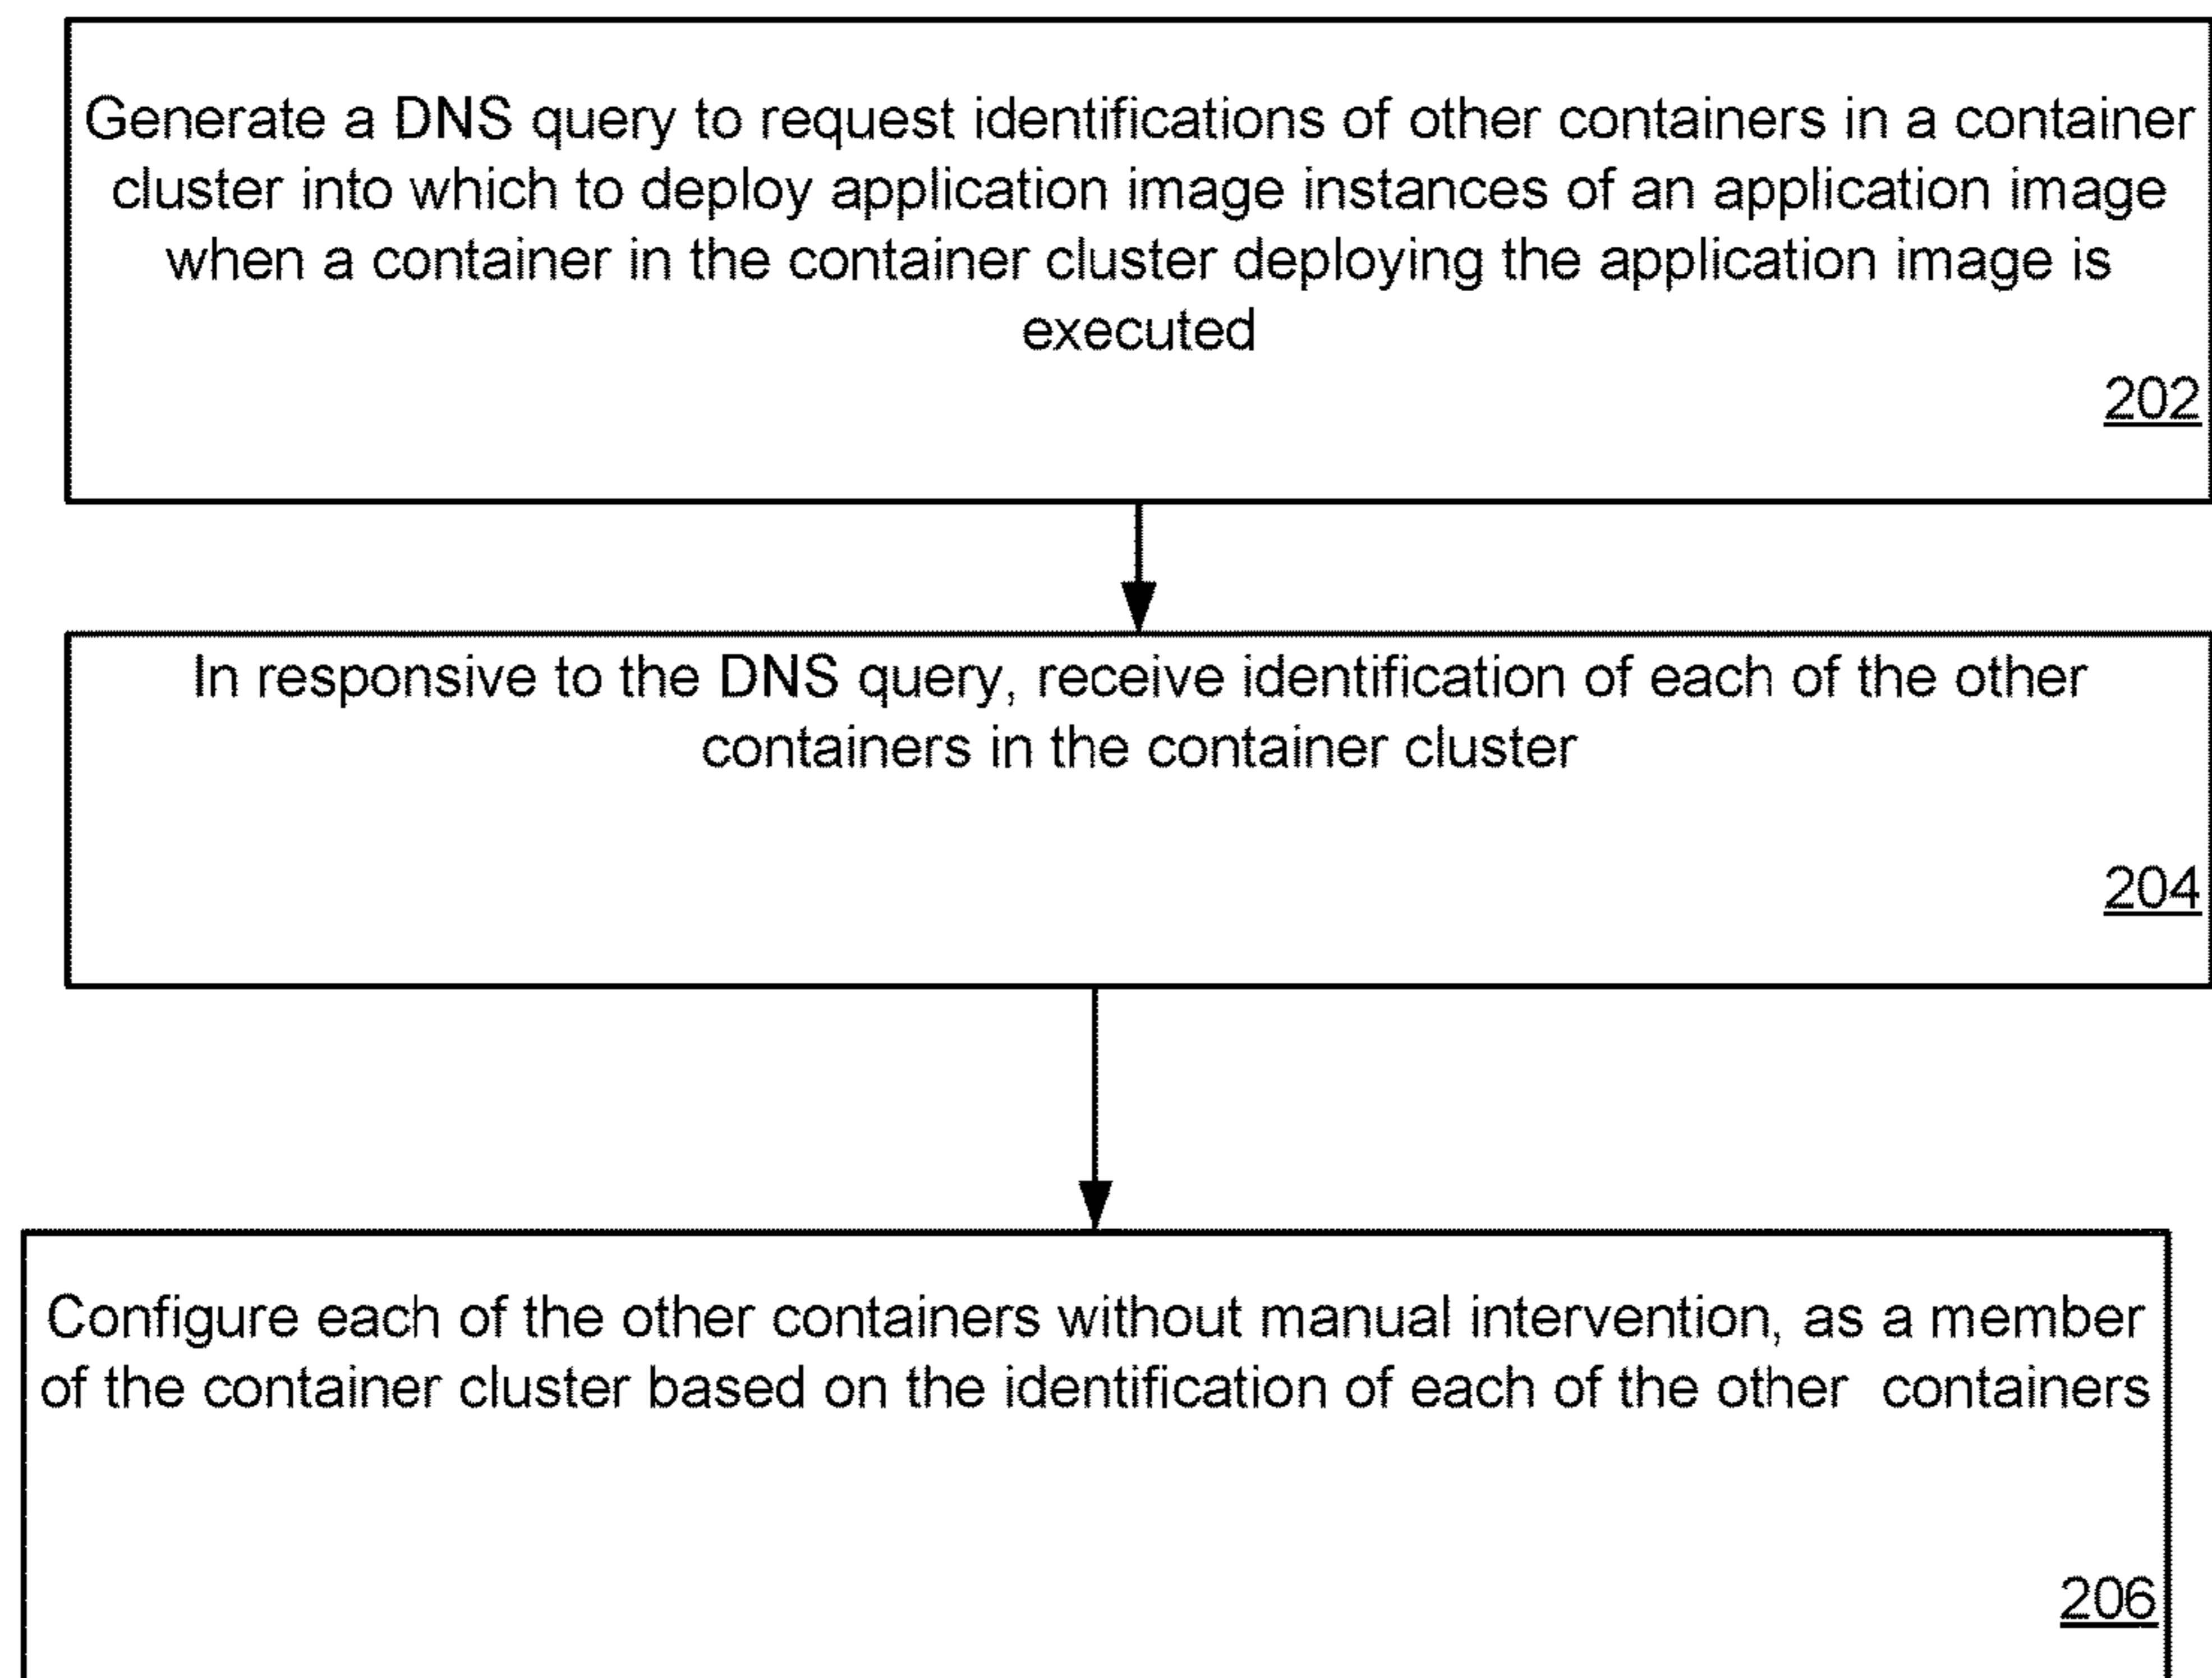 Generate a DNS query to request identifications of other containers in a container
cluster into which to deploy application image instances of an application image
when a container in the container cluster deploying the application image is
executed
202
In responsive to the DNS query, receive identification of each of the other
containers in the container cluster
204
Configure each of the other containers without manual intervention, as a member
of the container cluster based on the identification of each of the other  containers
206